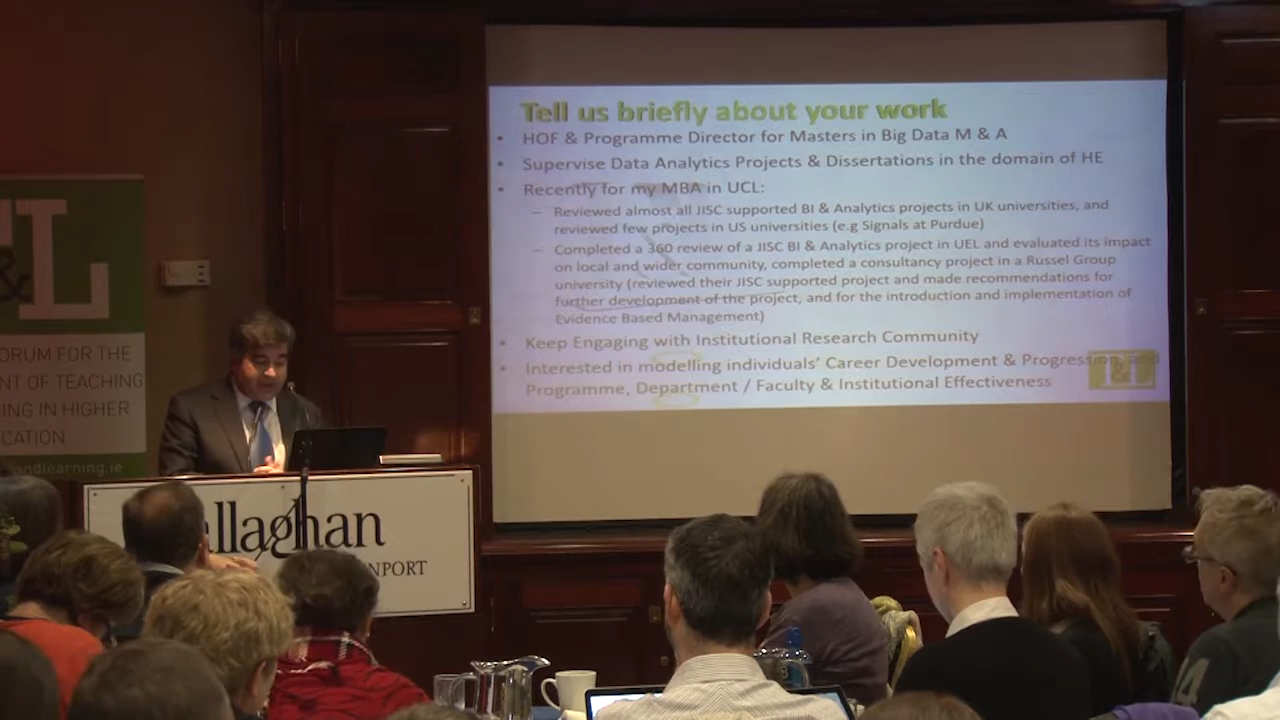 Tell us briefly about your work
• HOF & Programme Director for Masters in Big Data M & A
• Supervise Data Analytics Projects & Dissertations in the domain of HE
• Recently for my MBA in UCL:
– Reviewed almost all JISC supported BI & Analytics projects in UK universities, and
reviewed few projects in US universities (e.g Signals at Purdue)
– Completed a 360 review of a JISC BI & Analytics project in UEL and evaluated its impact
on local and wider community, completed a consultancy project in a Russel Group
university (reviewed their JISC supported project and made recommendations for
further development of the project, and for the introduction and implementation of
Evidence Based Management)
• Keep Engaging with Institutional Research Community
• Interested in modelling individuals' Career Development & Progression, and
Programme, Department / Faculty & Institutional Effectiveness
T&L
&L
ORUM FOR THE
NT OF TEACHING
ING IN HIGHER
CATION
andlearning.ie
allaghan
NPORT
4